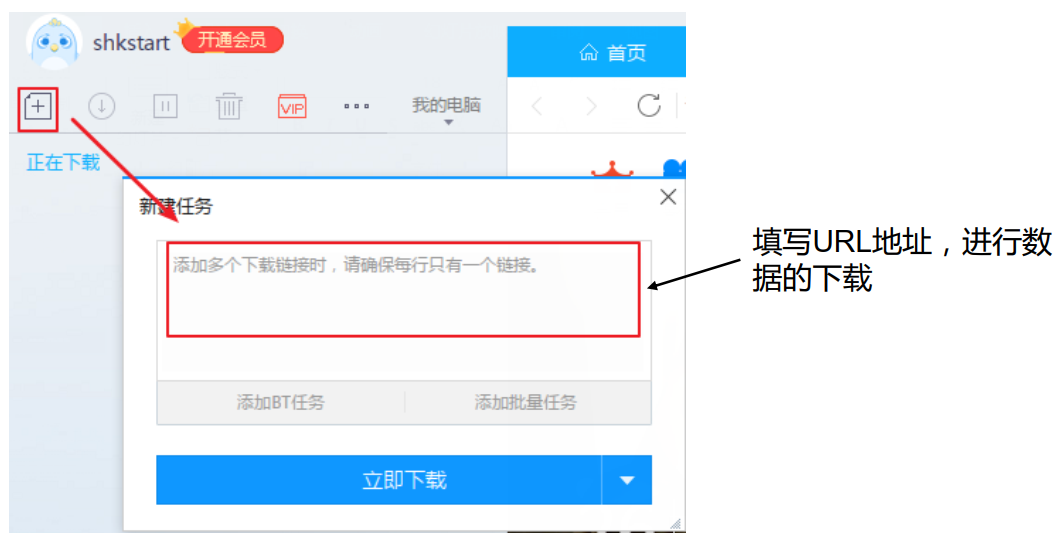 shkstart
开通会员
首页
VIP
我的电脑
正在下载
新建任务
添加多个下载链接时，请确保每行只有一个链接。
填写URL地址，进行数
据的下载
添加BT任务
添加批量任务
立即下载